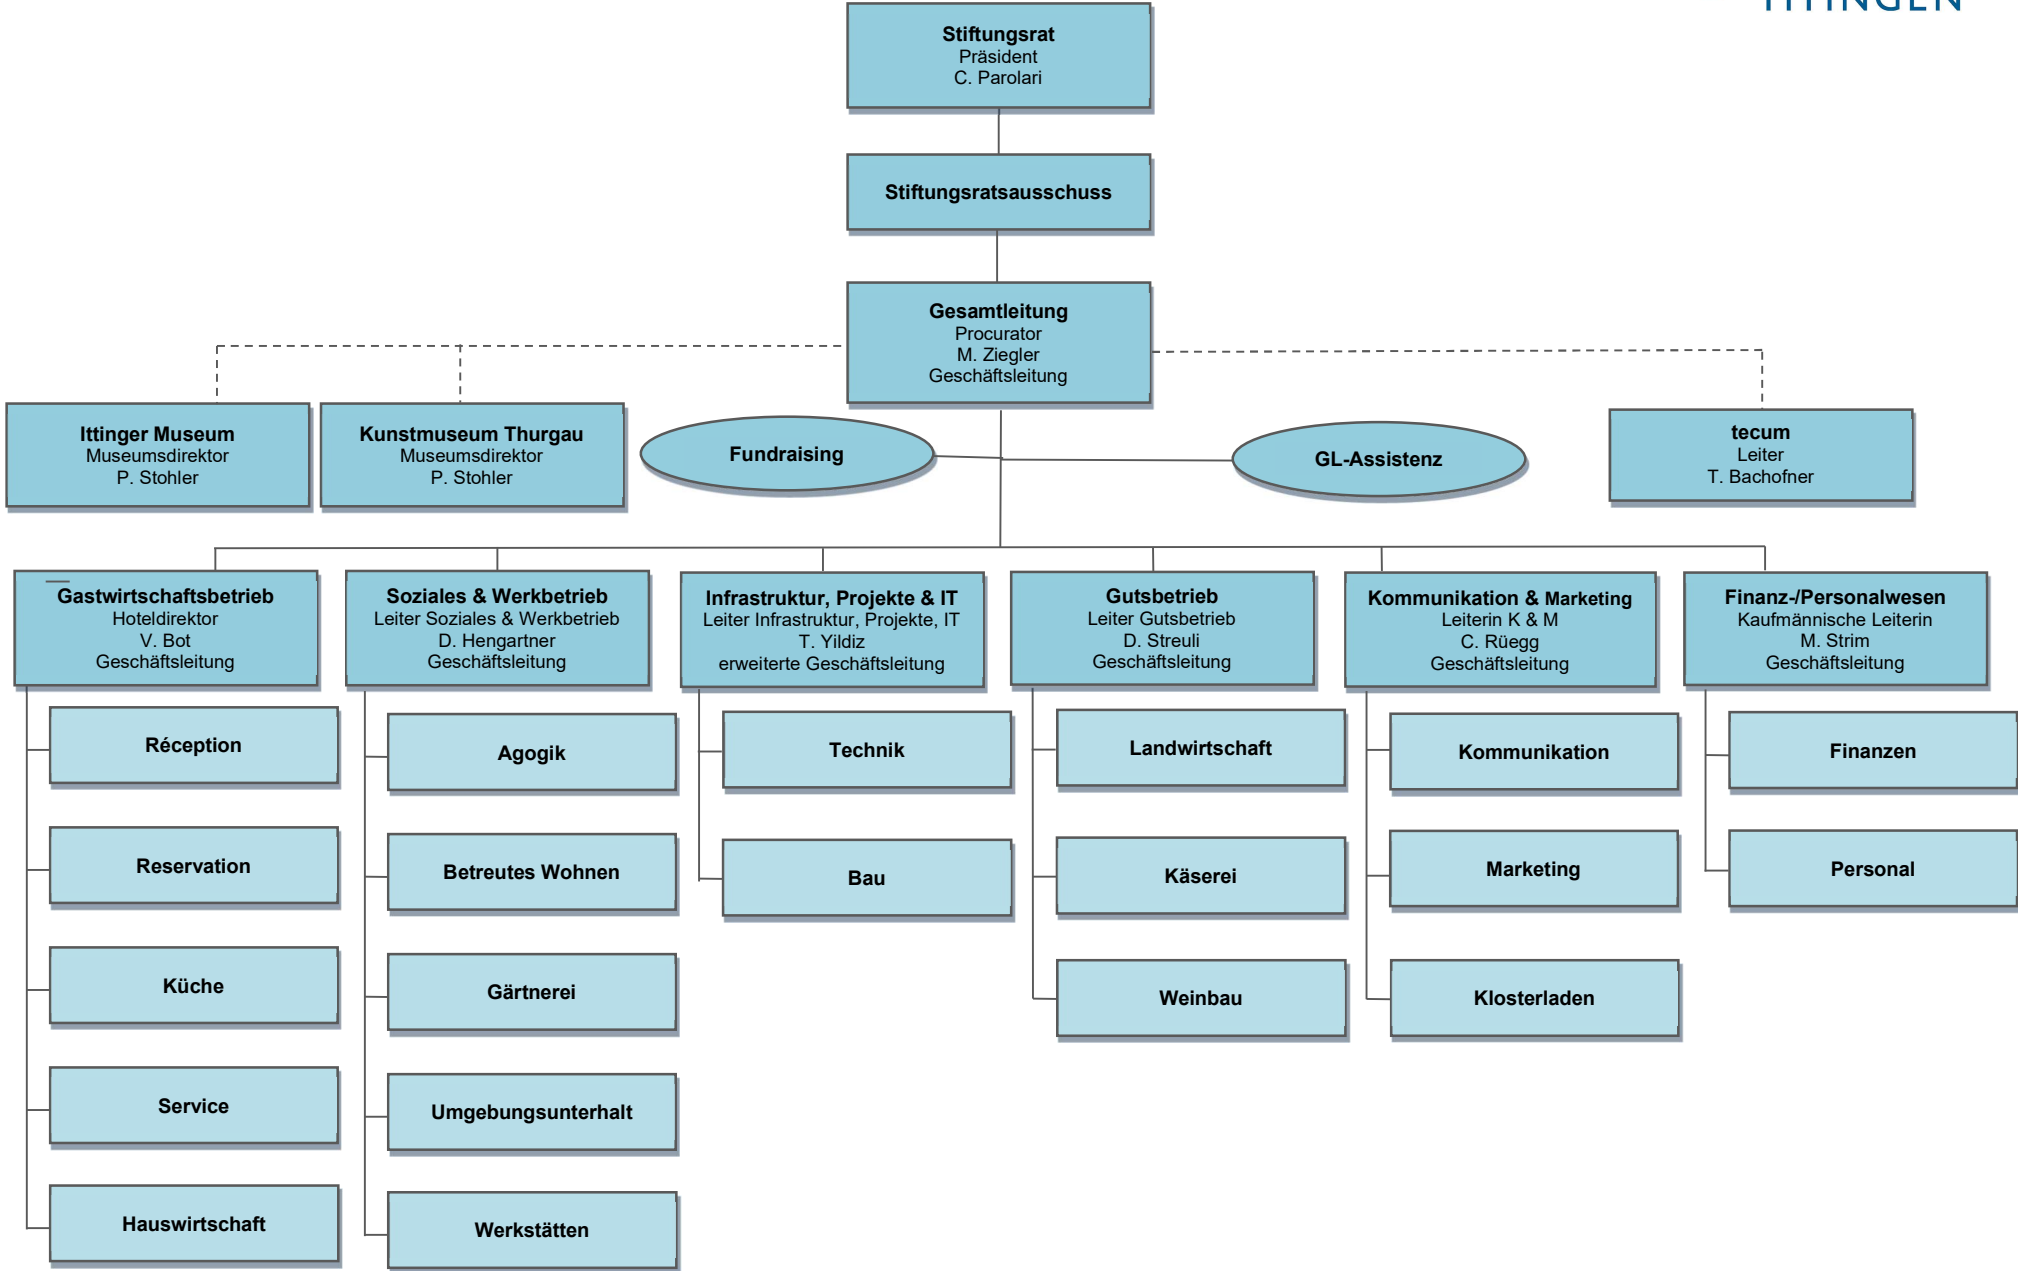 ITTINGEN
Stiftungsrat
Präsident
C. Parolari
Stiftungsratsausschuss
Gesamtleitung
Procurator
M. Ziegler
Geschäftsleitung
Ittinger Museum
Museumsdirektor
P. Stohler
Kunstmuseum Thurgau
Museumsdirektor
P. Stohler
Fundraising
GL-Assistenz
tecum
Leiter
T. Bachofner
Gastwirtschaftsbetrieb
Hoteldirektor
V. Bot
Geschäftsleitung
Soziales & Werkbetrieb
Leiter Soziales & Werkbetrieb
D. Hengartner
Geschäftsleitung
Infrastruktur, Projekte & IT
Leiter Infrastruktur, Projekte, IT
T. Yildiz
erweiterte Geschäftsleitung
Gutsbetrieb
Leiter Gutsbetrieb
D. Streuli
Geschäftsleitung
Kommunikation & Marketing
Leiterin K & M
C. Rüegg
Geschäftsleitung
Finanz-/Personalwesen
Kaufmännische Leiterin
M. Strim
Geschäftsleitung
Réception
Reservation
Küche
Service
Hauswirtschaft
Agogik
Betreutes Wohnen
Gärtnerei
Umgebungsunterhalt
Werkstätten
Technik
Bau
Landwirtschaft
Käserei
Weinbau
Kommunikation
Marketing
Klosterladen
Finanzen
Personal